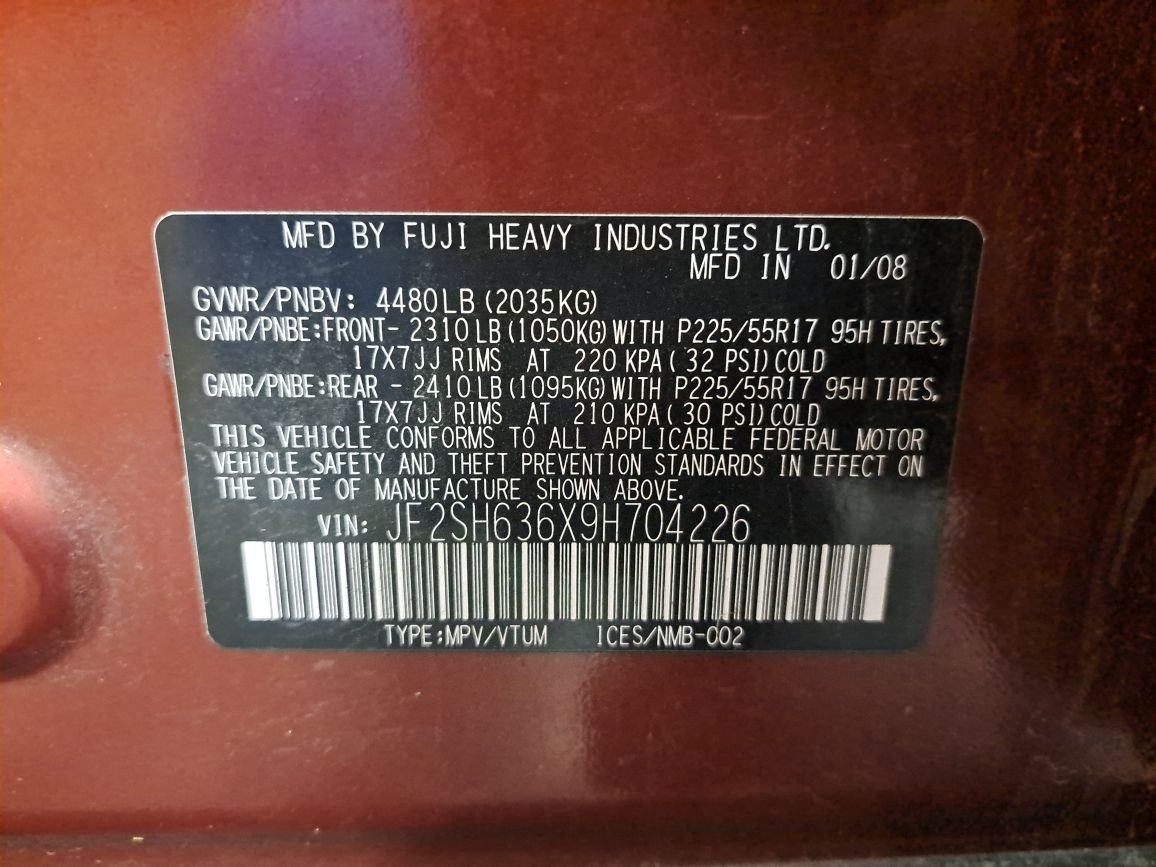 MFD BY FUJI HEAVY INDUSTRIES LTD.
MFD IN 01/08
GVWR/PNBV: 4480LB (2035KG)
GAWR/PNBE:FRONT- 2310LB (1050KG) WITH P225/55R17 95H TIRES,
17X7JJ RIMS AT 220 KPA ( 32 PSI) COLD
GAWR/PNBE:REAR - 2410LB (1095KG) WITH P225/55R17 95H TIRES,
17X7JJ RIMS AT 210 KPA ( 30 PSI) COLD
THIS VEHICLE CONFORMS TO ALL APPLICABLE FEDERAL MOTOR
VEHICLE SAFETY AND THEFT PREVENTION STANDARDS IN EFFECT ON
THE DATE OF MANUFACTURE SHOWN ABOVE.
VIN: JF2SH636X9H704226
TYPE:MPV/VTUM ICES/NMB-002